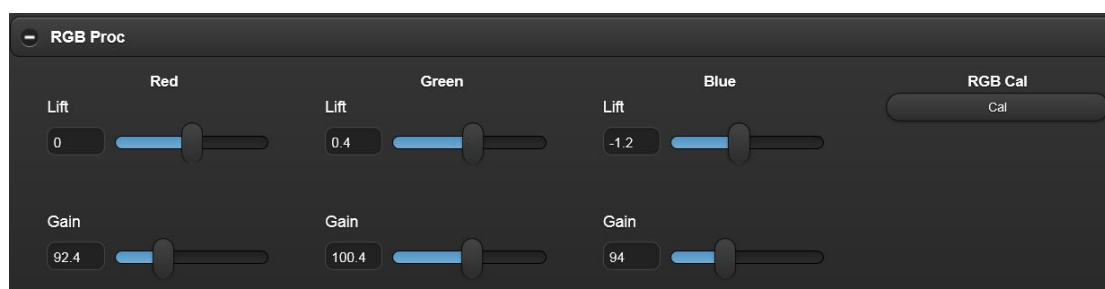 RGB Proc
Red Green Blue RGB Cal
Lift Lift Lift Cal
0 0.4 -1.2
Gain Gain Gain
92.4 100.4 94